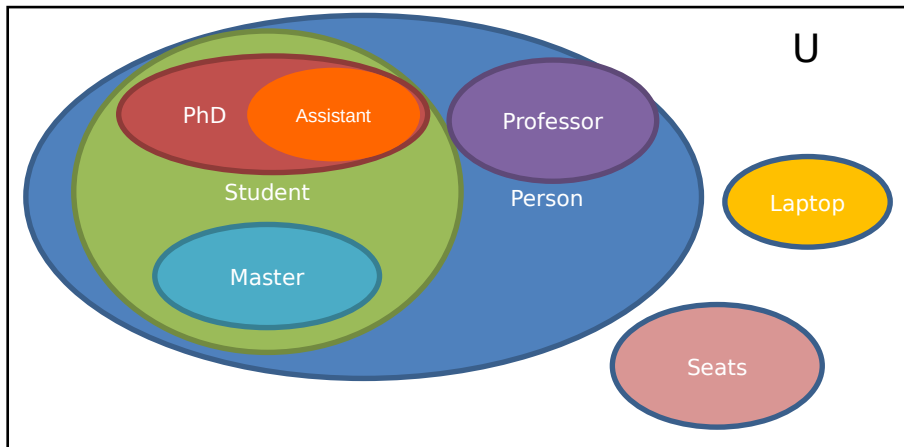 U
PhD
Assistant
Professor
Student
Person
Laptop
Master
Seats